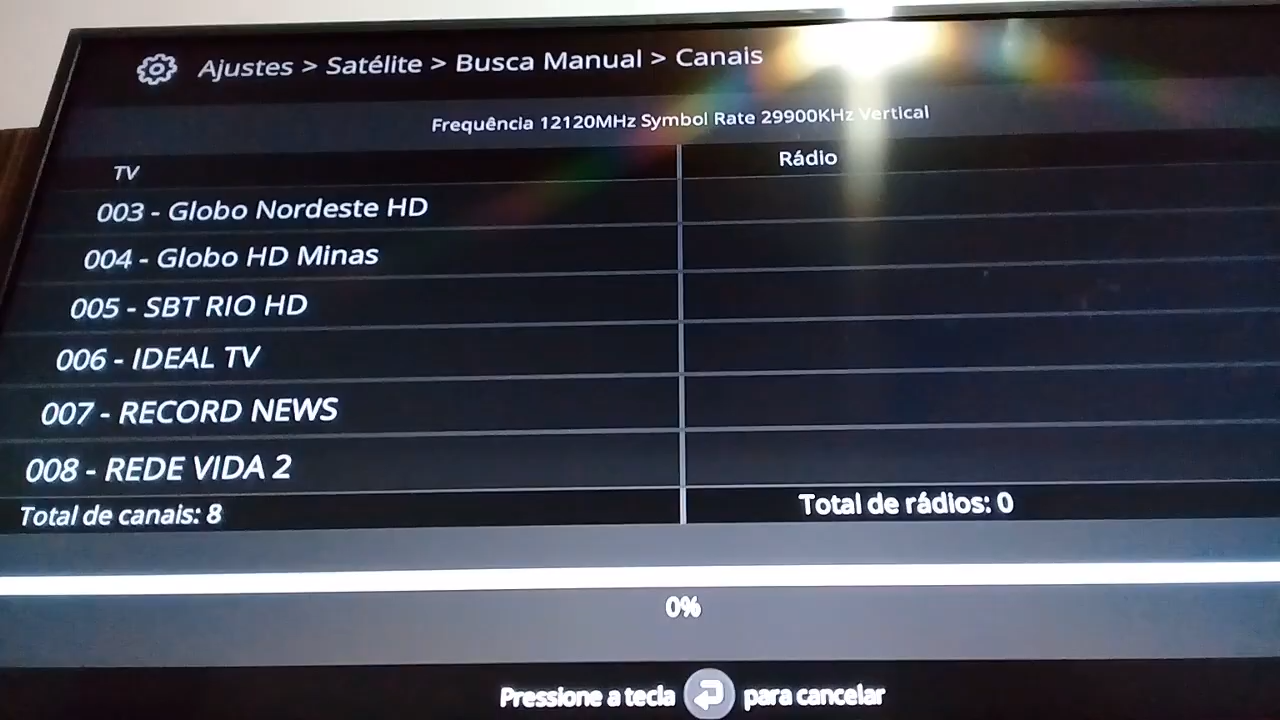 Ajustes > Satélite > Busca Manual > Canais
Frequência 12120MHz Symbol Rate 29900KHz Vertical
TV
Rádio
003 - Globo Nordeste HD
004 - Globo HD Minas
005 - SBT RIO HD
006 - IDEAL TV
007 - RECORD NEWS
008 - REDE VIDA 2
Total de canais: 8
Total de rádios: 0
0%
Pressione a tecla para cancelar